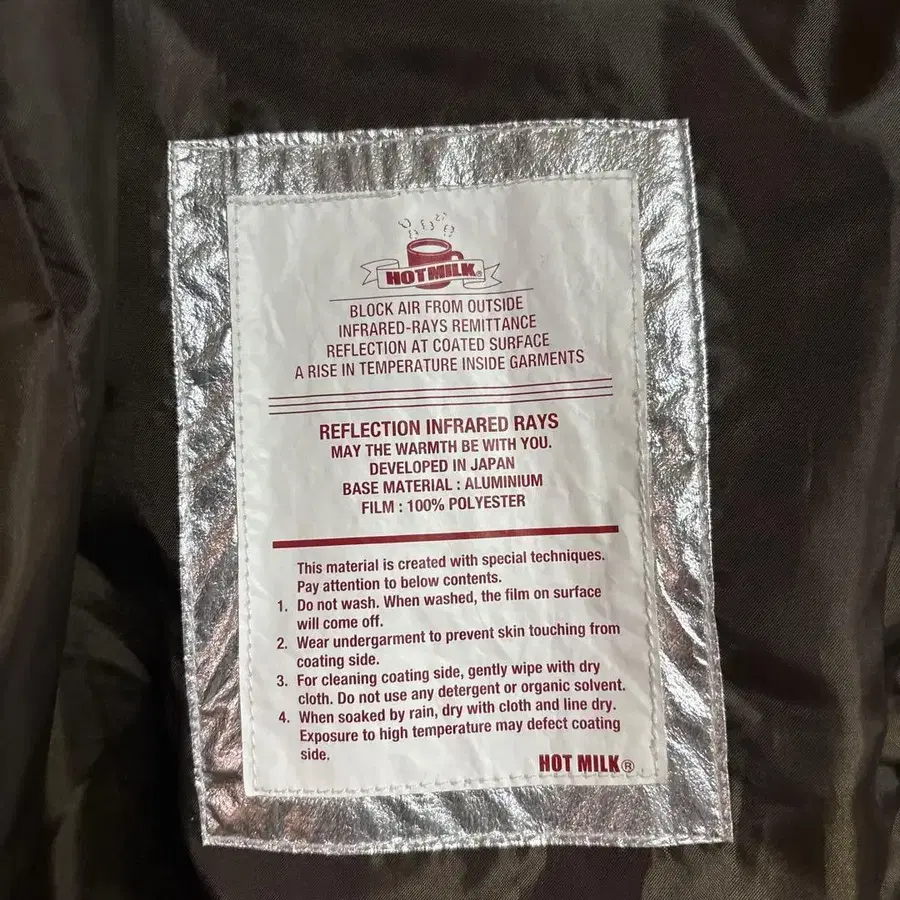 HOT MILK®
BLOCK AIR FROM OUTSIDE
INFRARED-RAYS REMITTANCE
REFLECTION AT COATED SURFACE
A RISE IN TEMPERATURE INSIDE GARMENTS
REFLECTION INFRARED RAYS
MAY THE WARMTH BE WITH YOU.
DEVELOPED IN JAPAN
BASE MATERIAL : ALUMINIUM
FILM : 100% POLYESTER
This material is created with special techniques.
Pay attention to below contents.
1. Do not wash. When washed, the film on surface
will come off.
2. Wear undergarment to prevent skin touching from
coating side.
3. For cleaning coating side, gently wipe with dry
cloth. Do not use any detergent or organic solvent.
4. When soaked by rain, dry with cloth and line dry.
Exposure to high temperature may defect coating
side.
HOT MILK®